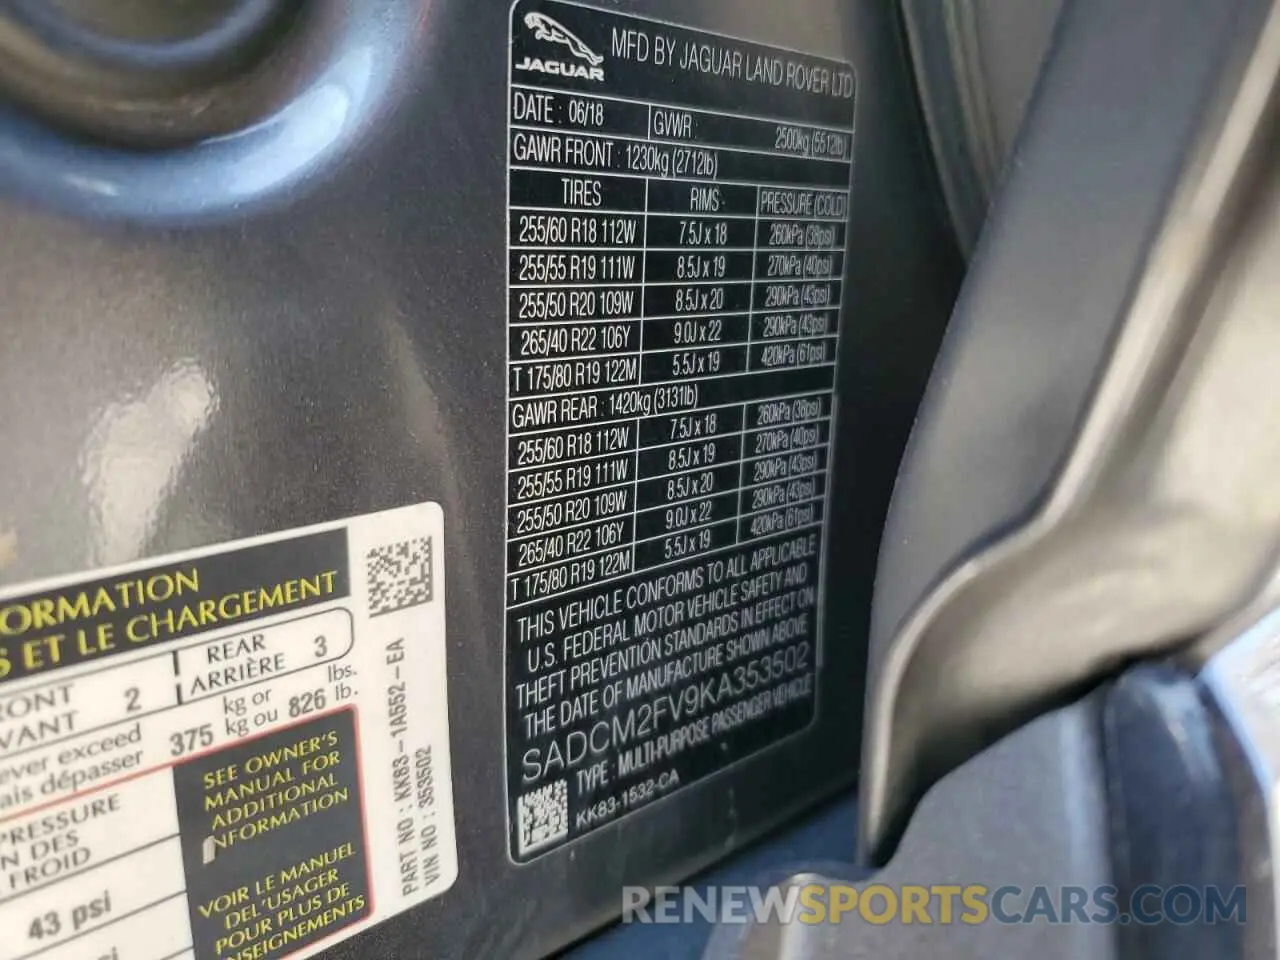 JAGUAR
MFD BY JAGUAR LAND ROVER LTD
DATE : 06/18 GVWR : 2500kg (5512lb)
GAWR FRONT : 1230kg (2712lb)
TIRES RIMS PRESSURE (COLD)
255/60 R18 112W 7.5J x 18 260kPa (38psi)
255/55 R19 111W 8.5J x 19 270kPa (40psi)
255/50 R20 109W 8.5J x 20 290kPa (43psi)
265/40 R22 106Y 9.0J x 22 290kPa (43psi)
T 175/80 R19 122M 5.5J x 19 420kPa (61psi)
GAWR REAR : 1420kg (3131lb)
255/60 R18 112W 7.5J x 18 260kPa (38psi)
255/55 R19 111W 8.5J x 19 270kPa (40psi)
255/50 R20 109W 8.5J x 20 290kPa (43psi)
265/40 R22 106Y 9.0J x 22 290kPa (43psi)
T 175/80 R19 122M 5.5J x 19 420kPa (61psi)
THIS VEHICLE CONFORMS TO ALL APPLICABLE
U.S. FEDERAL MOTOR VEHICLE SAFETY AND
THEFT PREVENTION STANDARDS IN EFFECT ON
THE DATE OF MANUFACTURE SHOWN ABOVE
SADCM2FV9KA353502
TYPE : MULTI-PURPOSE PASSENGER VEHICLE
KK83-1532-CA
ORMATION
S ET LE CHARGEMENT
RONT 2 REAR 3
VANT ARRIÈRE
ever exceed 375 kg or 826 lbs.
ais dépasser kg ou lb.
PRESSURE
N DES
FROID
43 psi
SEE OWNER'S
MANUAL FOR
ADDITIONAL
INFORMATION
VOIR LE MANUEL
DEL'USAGER
POUR PLUS DE
NSEIGNEMENTS
PART NO : KK83-1A552-EA
VIN NO : 353502
RENEWSPORTSCARS.COM